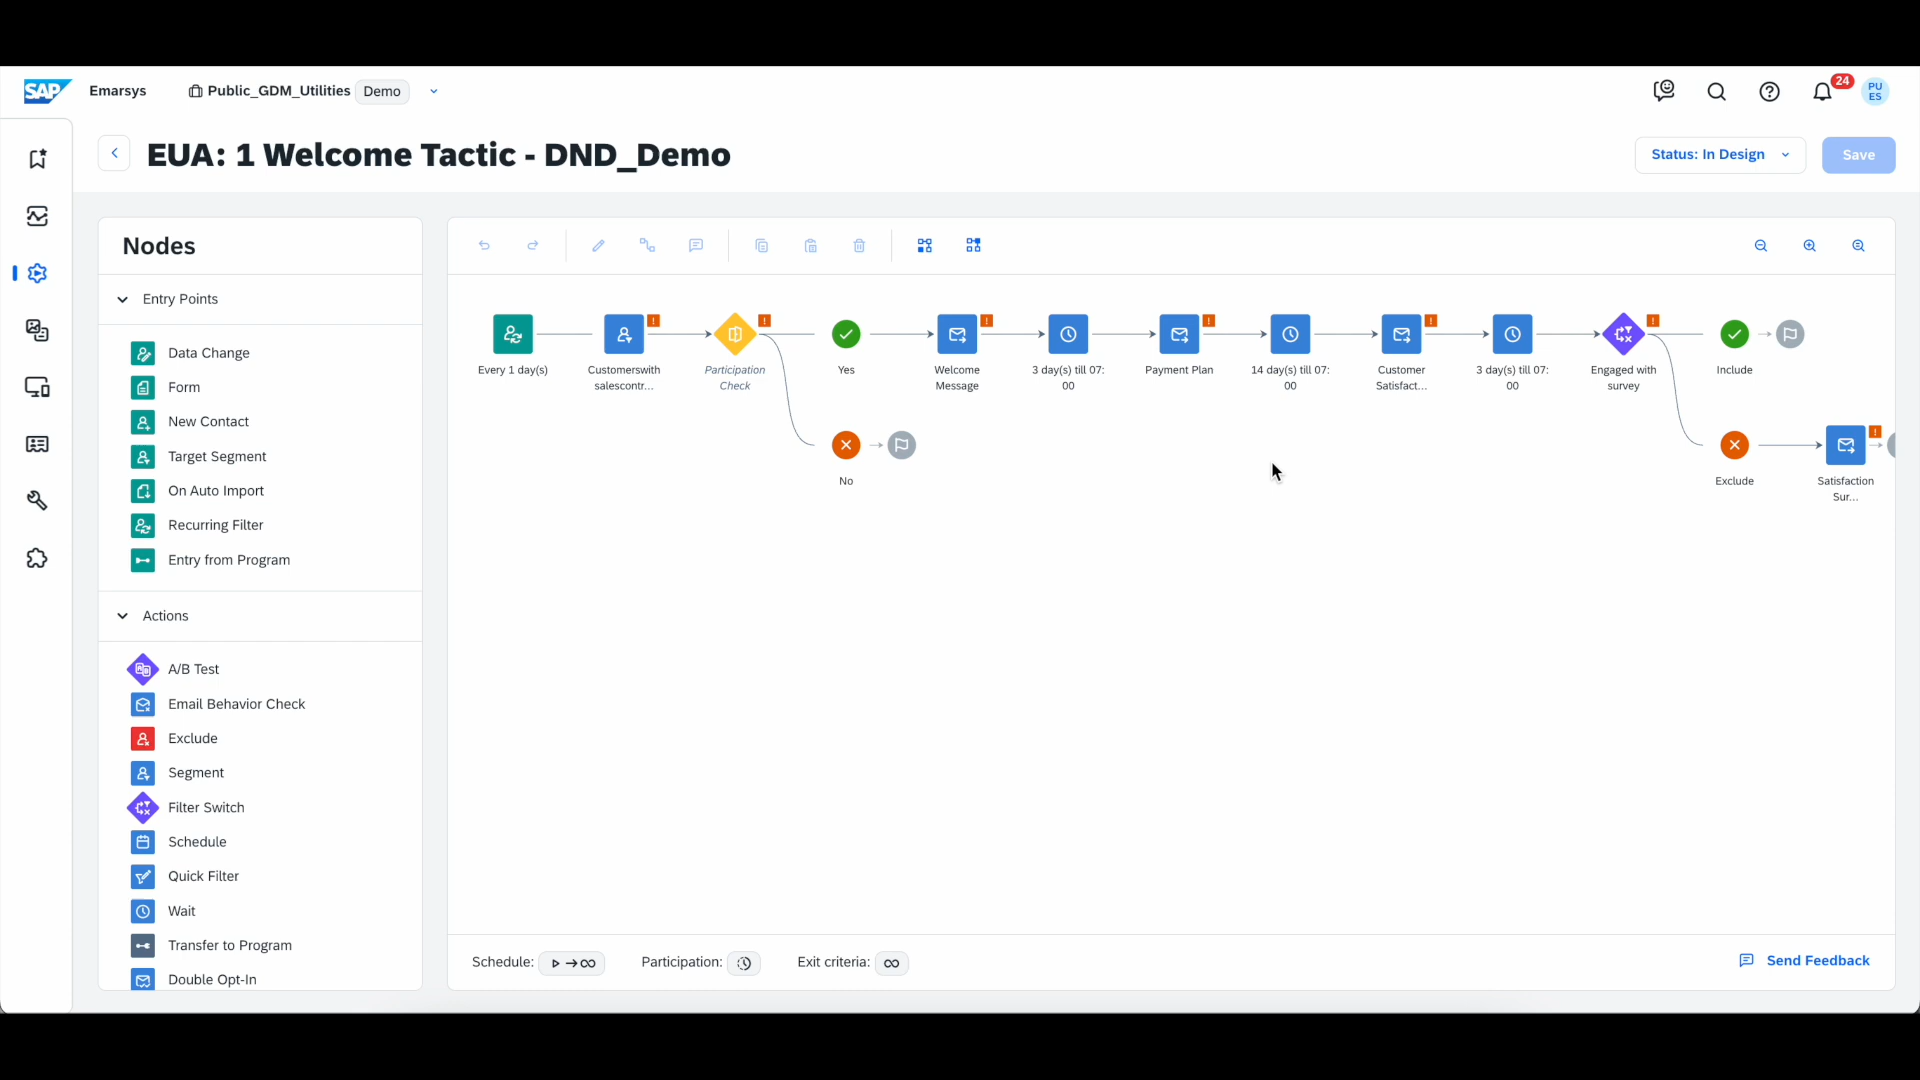 SAP
Emarsys
Public_GDM_Utilities
Demo
24
PU
ES
EUA: 1 Welcome Tactic - DND_Demo
Status: In Design
Save
Nodes
Entry Points
Data Change
Form
New Contact
Target Segment
On Auto Import
Recurring Filter
Entry from Program
Actions
A/B Test
Email Behavior Check
Exclude
Segment
Filter Switch
Schedule
Quick Filter
Wait
Transfer to Program
Double Opt-In
Every 1 day(s)
Customerswith
salescontr...
Participation
Check
Yes
Welcome
Message
3 day(s) till 07:
00
Payment Plan
14 day(s) till 07:
00
Customer
Satisfact...
3 day(s) till 07:
00
Engaged with
survey
Include
No
Exclude
Satisfaction
Sur...
Schedule:
Participation:
Exit criteria:
Send Feedback